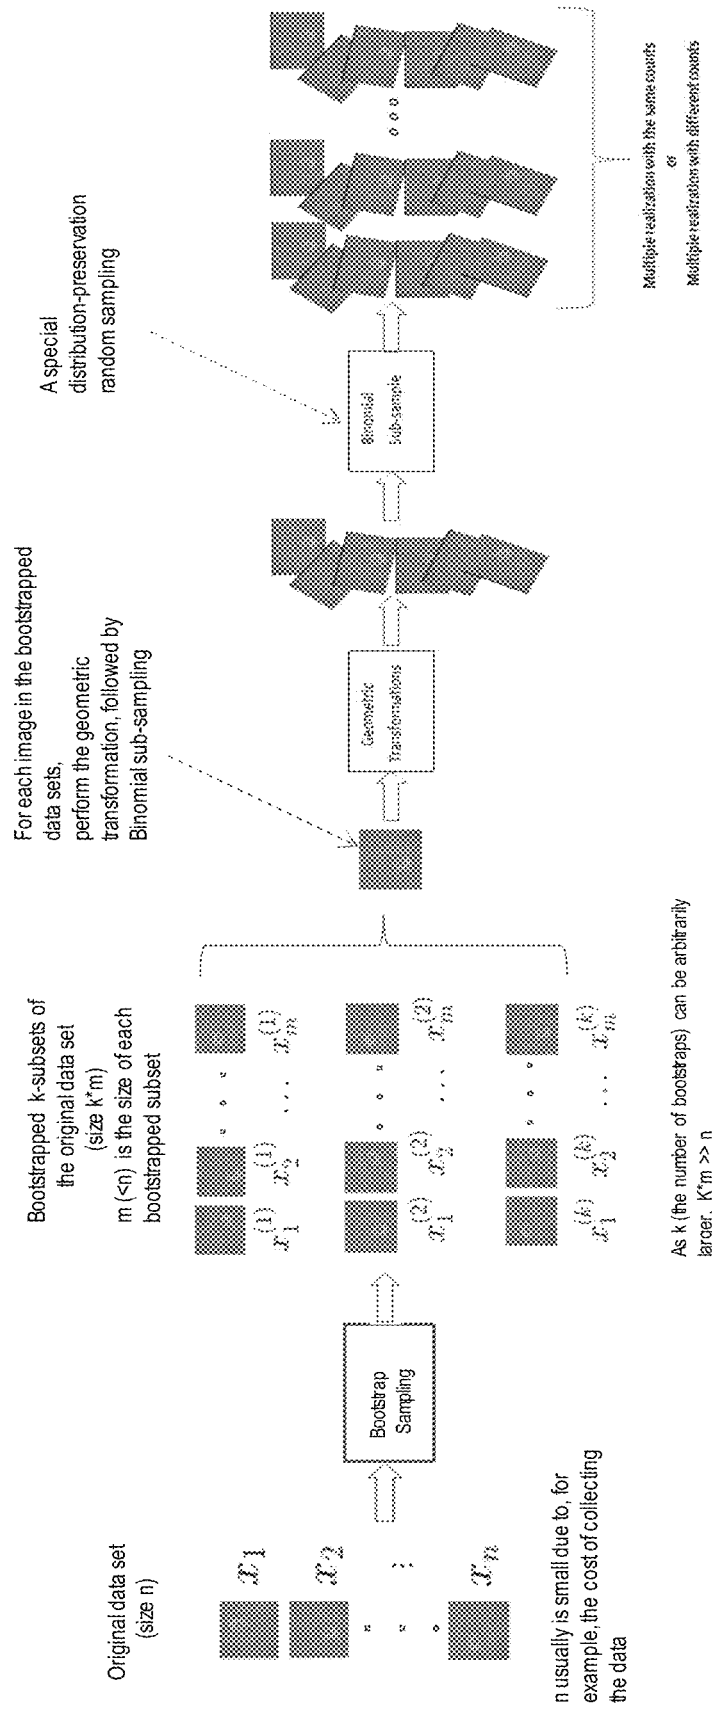 Original data set
(size n)
x_1
x_2
⋮
x_n
n usually is small due to, for
example, the cost of collecting
the data
Bootstrap
Sampling
Bootstrapped k-subsets of
the original data set
(size k*m)
m (<n) is the size of each
bootstrapped subset
x_1^{(1)} x_2^{(1)} ... x_m^{(1)}
x_1^{(2)} x_2^{(2)} ... x_m^{(2)}
x_1^{(k)} x_2^{(k)} ... x_m^{(k)}
As k (the number of bootstraps) can be arbitrarily
larger, K*m >> n
For each image in the bootstrapped
data sets,
perform the geometric
transformation, followed by
Binomial sub-sampling
Geometric
Transformations
A special
distribution-preservation
random sampling
Binomial
Sub-sample
Multiple realization with the same counts
or
Multiple realization with different counts